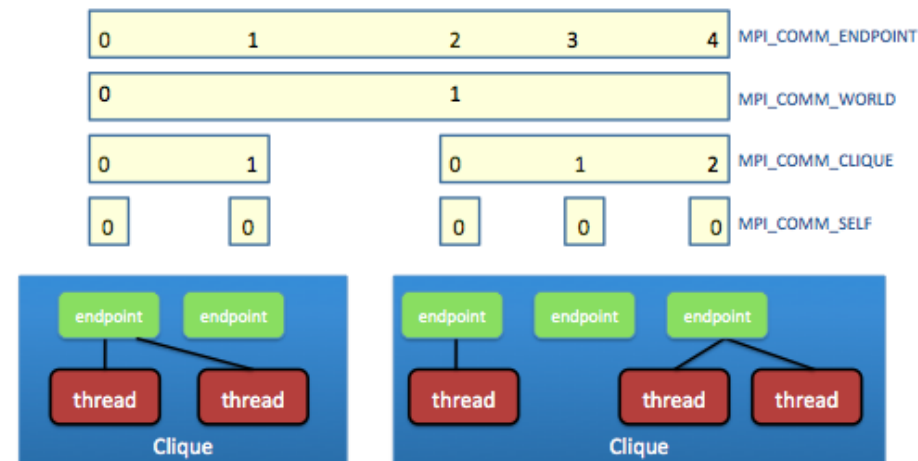 0 1 2 3 4 MPI_COMM_ENDPOINT
0 1 MPI_COMM_WORLD
0 1 0 1 2 MPI_COMM_CLIQUE
0 0 0 0 0 MPI_COMM_SELF
endpoint endpoint endpoint endpoint endpoint
thread thread thread thread thread
Clique Clique